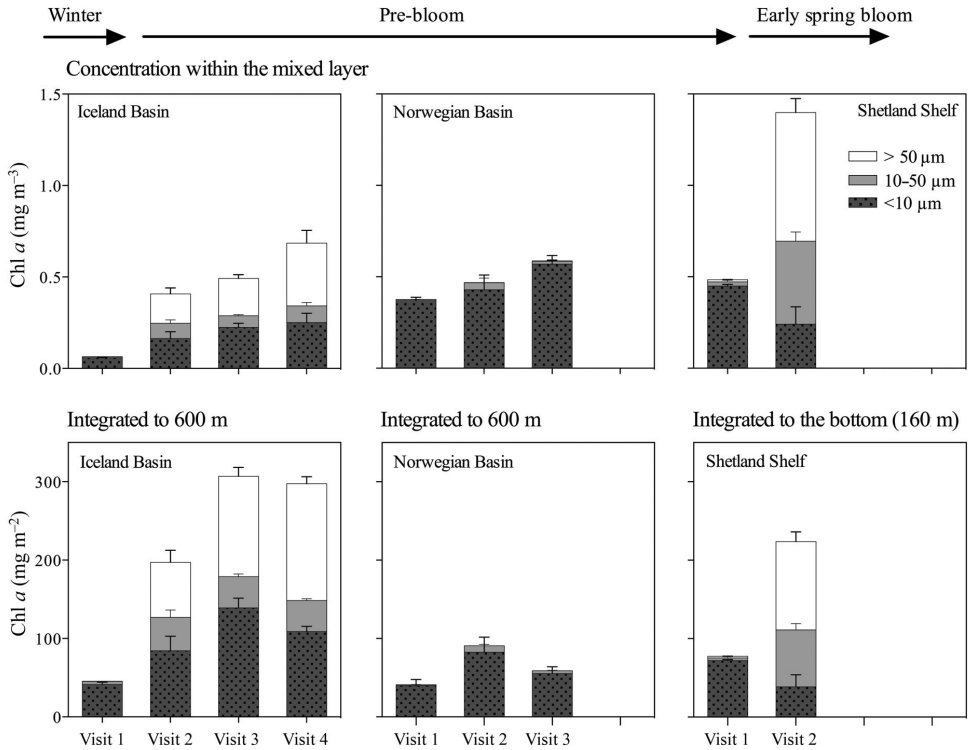 Winter Pre-bloom Early spring bloom
Concentration within the mixed layer
Iceland Basin
Norwegian Basin
Shetland Shelf
> 50 µm
10–50 µm
<10 µm
Chl a (mg m–3)
1.5
1.0
0.5
0.0
Integrated to 600 m
Integrated to 600 m
Integrated to the bottom (160 m)
Iceland Basin
Norwegian Basin
Shetland Shelf
Chl a (mg m–2)
300
200
100
0
Visit 1 Visit 2 Visit 3 Visit 4
Visit 1 Visit 2 Visit 3
Visit 1 Visit 2